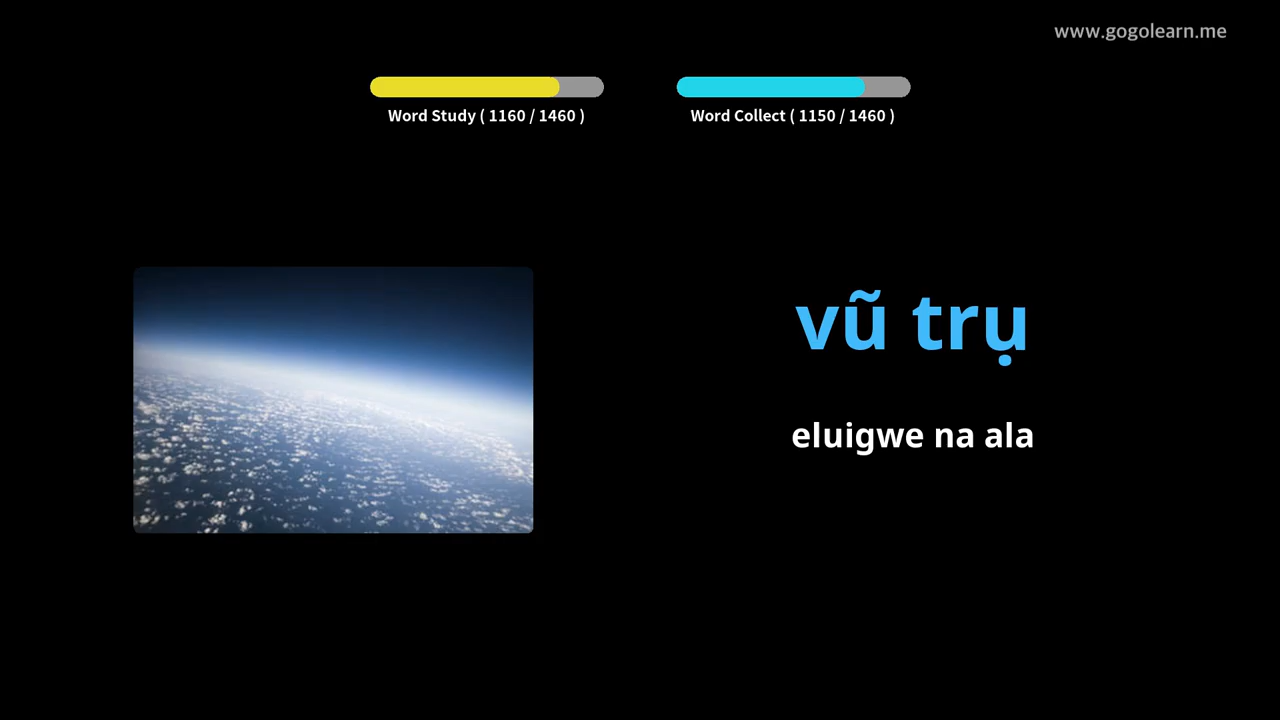 www.gogolearn.me
Word Study ( 1160 / 1460 )
Word Collect ( 1150 / 1460 )
vũ trụ
eluigwe na ala